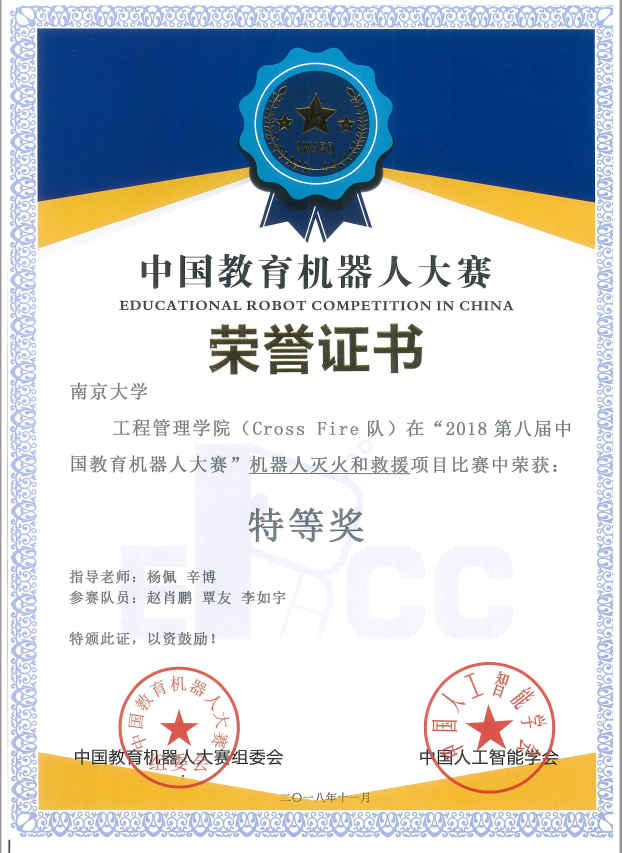 AWARD
中国教育机器人大赛
EDUCATIONAL ROBOT COMPETITION IN CHINA
荣誉证书
南京大学
工程管理学院（Cross Fire 队）在“2018 第八届中
国教育机器人大赛”机器人灭火和救援项目比赛中荣获：
特等奖
ERCC
指导老师：杨佩 辛博
参赛队员：赵肖鹏 覃友 李如宇
特颁此证，以资鼓励！
中国教育机器人大赛
组委会
中国人工智能学会
中国教育机器人大赛组委会
中国人工智能学会
二〇一八年十一月